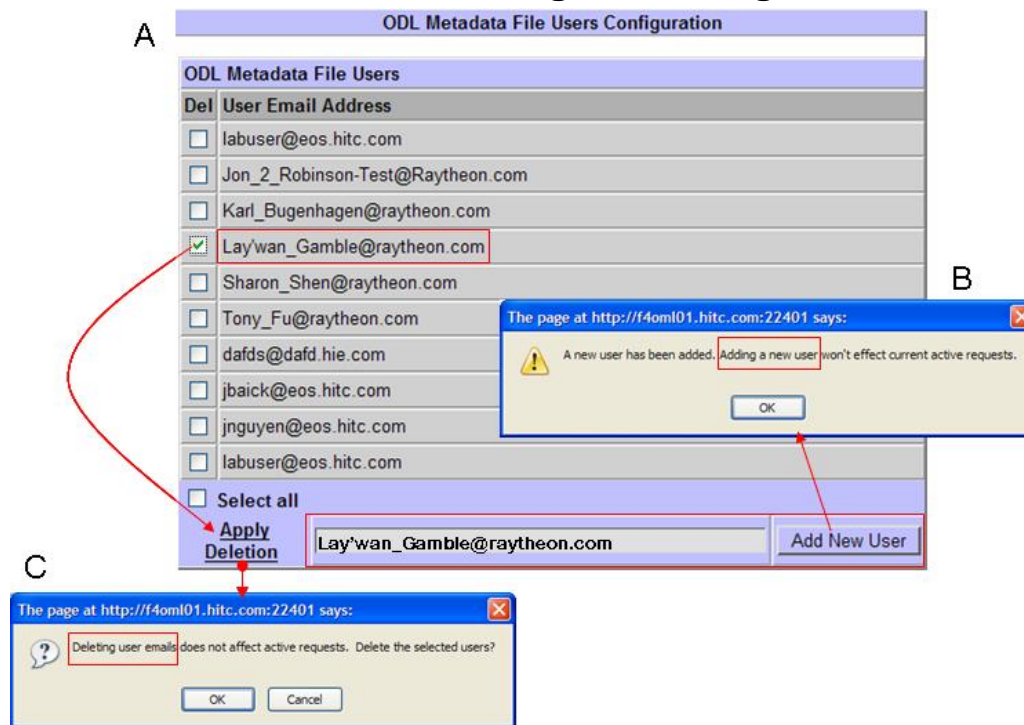 ODL Metadata File Users Configuration
A
ODL Metadata File Users
Del User Email Address
labuser@eos.hitc.com
Jon_2_Robinson-Test@Raytheon.com
Karl_Bugenhagen@raytheon.com
Lay'wan_Gamble@raytheon.com
Sharon_Shen@raytheon.com
Tony_Fu@raytheon.com
dafds@dafd.hie.com
jbaick@eos.hitc.com
jnguyen@eos.hitc.com
labuser@eos.hitc.com
Select all
Apply Deletion
Lay'wan_Gamble@raytheon.com
Add New User
B
The page at http://f4oml01.hitc.com:22401 says:
A new user has been added. Adding a new user won't effect current active requests.
OK
C
The page at http://f4oml01.hitc.com:22401 says:
Deleting user emails does not affect active requests. Delete the selected users?
OK
Cancel